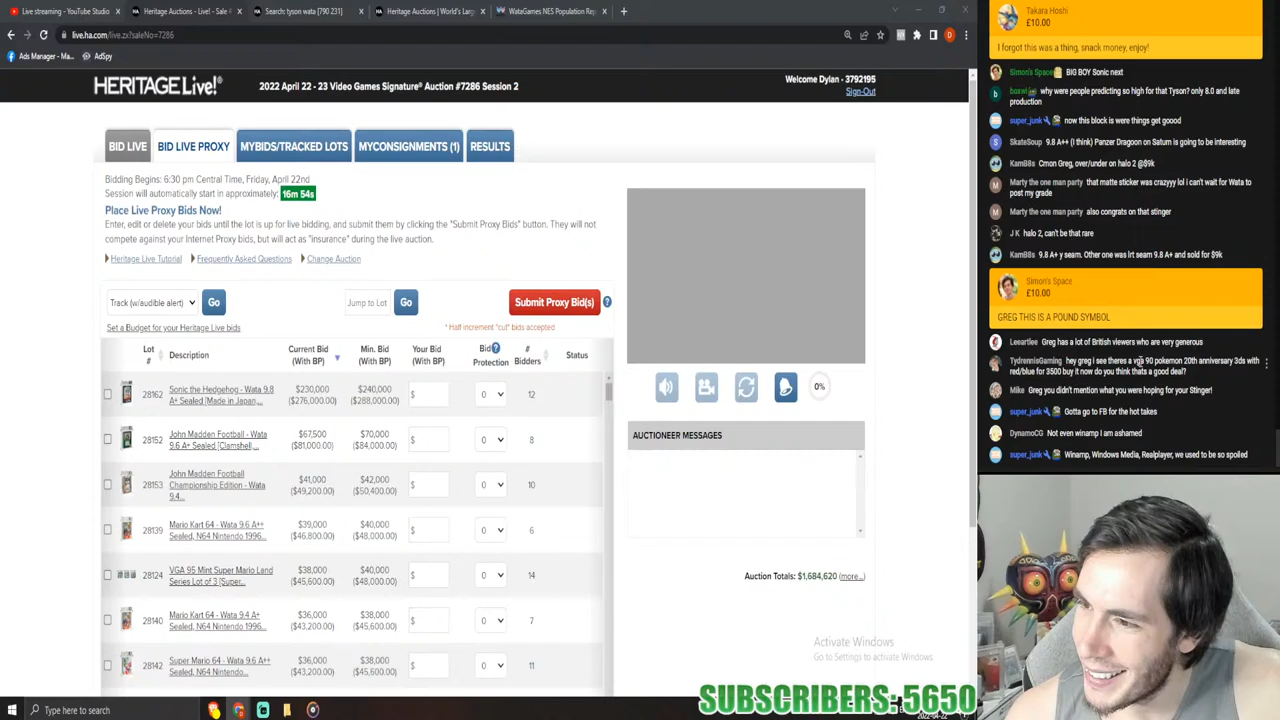 Live streaming - YouTube Studio
Heritage Auctions - Live! - Sale #
Search: tyson wata [790 231]
Heritage Auctions | World's Larg
WataGames NES Population Rep
live.ha.com/live.zx?saleNo=7286
Ads Manager - Ma...
AdSpy
HERITAGE Live!
2022 April 22 - 23 Video Games Signature® Auction #7286 Session 2
Welcome Dylan - 3792195
Sign-Out
BID LIVE
BID LIVE PROXY
MYBIDS/TRACKED LOTS
MYCONSIGNMENTS (1)
RESULTS
Bidding Begins: 6:30 pm Central Time, Friday, April 22nd
Session will automatically start in approximately: 16m 54s
Place Live Proxy Bids Now!
Enter, edit or delete your bids until the lot is up for live bidding, and submit them by clicking the "Submit Proxy Bids" button. They will not
compete against your Internet Proxy bids, but will act as "insurance" during the live auction.
Heritage Live Tutorial
Frequently Asked Questions
Change Auction
Track (w/audible alert)
Go
Jump to Lot
Go
Submit Proxy Bid(s)
?
Set a Budget for your Heritage Live bids
* Half increment "cut" bids accepted
Lot
#
Description
Current Bid
(With BP)
Min. Bid
(With BP)
Your Bid
(With BP)
Bid
Protection
#
Bidders
Status
28162
Sonic the Hedgehog - Wata 9.8
A+ Sealed [Made in Japan,...
$230,000
($276,000.00)
$240,000
($288,000.00)
$
0
12
28152
John Madden Football - Wata
9.6 A+ Sealed [Clamshell,...
$67,500
($81,000.00)
$70,000
($84,000.00)
$
0
8
28153
John Madden Football
Championship Edition - Wata
9.4...
$41,000
($49,200.00)
$42,000
($50,400.00)
$
0
10
28139
Mario Kart 64 - Wata 9.6 A++
Sealed, N64 Nintendo 1996...
$39,000
($46,800.00)
$40,000
($48,000.00)
$
0
6
28124
VGA 95 Mint Super Mario Land
Series Lot of 3 [Super...
$38,000
($45,600.00)
$40,000
($48,000.00)
$
0
14
28140
Mario Kart 64 - Wata 9.4 A+
Sealed, N64 Nintendo 1996...
$36,000
($43,200.00)
$38,000
($45,600.00)
$
0
7
28142
Super Mario 64 - Wata 9.6 A++
Sealed, N64 Nintendo...
$36,000
($43,200.00)
$38,000
($45,600.00)
$
0
11
0%
AUCTIONEER MESSAGES
Auction Totals: $1,684,620 (more...)
Activate Windows
Go to Settings to activate Windows.
SUBSCRIBERS: 5650
Type here to search
Takara Hoshi
£10.00
I forgot this was a thing, snack money, enjoy!
Simon's Space BIG BOY Sonic next
why were people predicting so high for that Tyson? only 8.0 and late
production
super_junk now this block is were things get goood
SkateSoup 9.8 A++ (I think) Panzer Dragoon on Saturn is going to be interesting
KamB8s Cmon Greg, over/under on halo 2 @$9k
Marty the one man party that matte sticker was crazyyy lol i can't wait for Wata to
post my grade
Marty the one man party also congrats on that stinger
J K halo 2, can't be that rare
KamB8s 9.8 A+ y seam. Other one was lrt seam 9.8 A++ and sold for $9k
Simon's Space
£10.00
GREG THIS IS A POUND SYMBOL
Leeartlee Greg has a lot of British viewers who are very generous
TydrennisGaming hey greg i see theres a vga 90 pokemon 20th anniversary 3ds with
red/blue for 3500 buy it now do you think thats a good deal?
Mike Greg you didn't mention what you were hoping for your Stinger!
super_junk Gotta go to FB for the hot takes
DynamoCG Not even winamp I am ashamed
super_junk Winamp, Windows Media, Realplayer, we used to be so spoiled